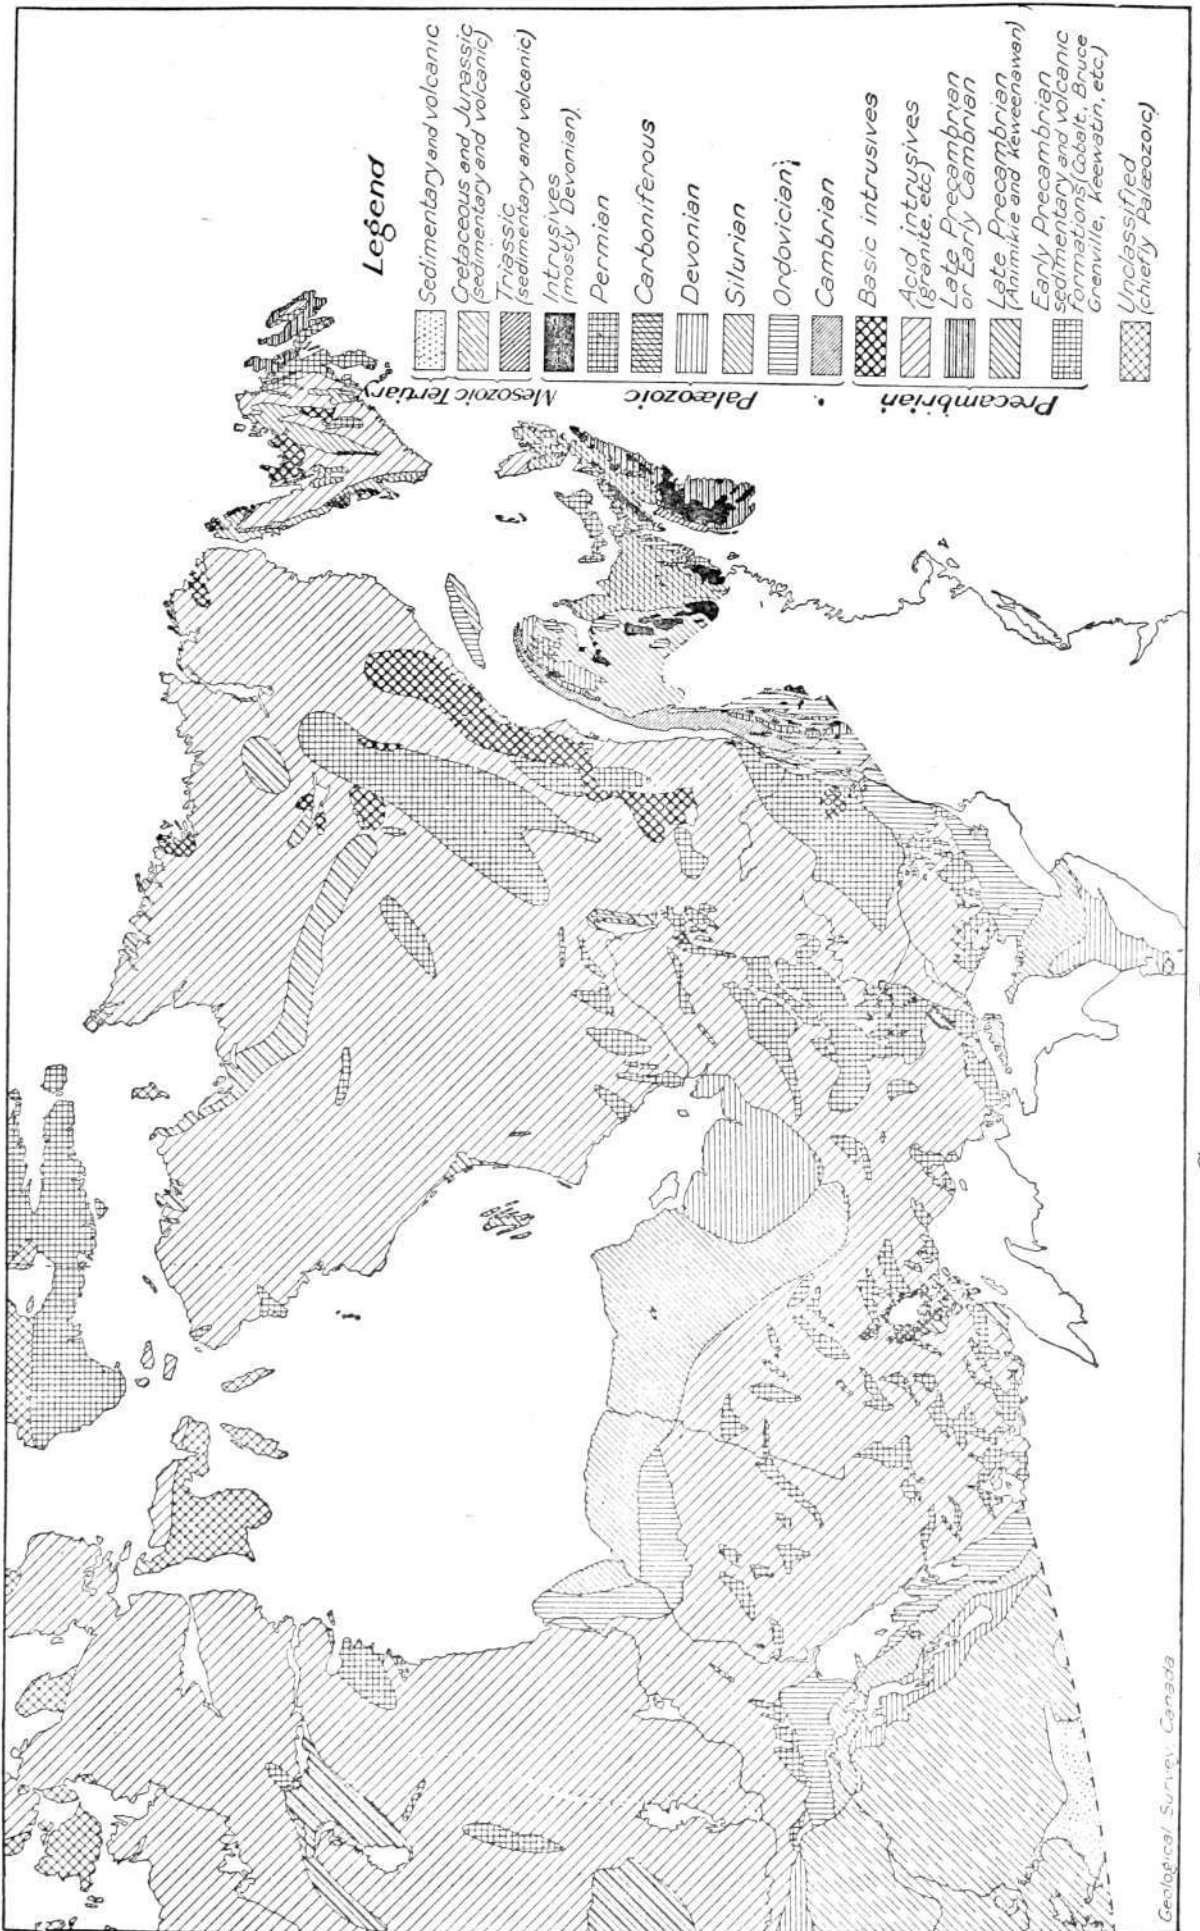 Legend
Tertiary
Sedimentary and volcanic
Mesozoic
Cretaceous and Jurassic
(sedimentary and volcanic)
Triassic
(sedimentary and volcanic)
Palæozoic
Intrusives
(mostly Devonian)
Permian
Carboniferous
Devonian
Silurian
Ordovician
Cambrian
Precambrian
Basic intrusives
Acid intrusives
(granite, etc)
Late Precambrian
or Early Cambrian
Late Precambrian
(Animikie and Keweenawan)
Early Precambrian
sedimentary and volcanic
formations (Cobalt, Bruce
Grenville, Keewatin, etc.)
Unclassified
(chiefly Palæozoic)
Geological Survey, Canada